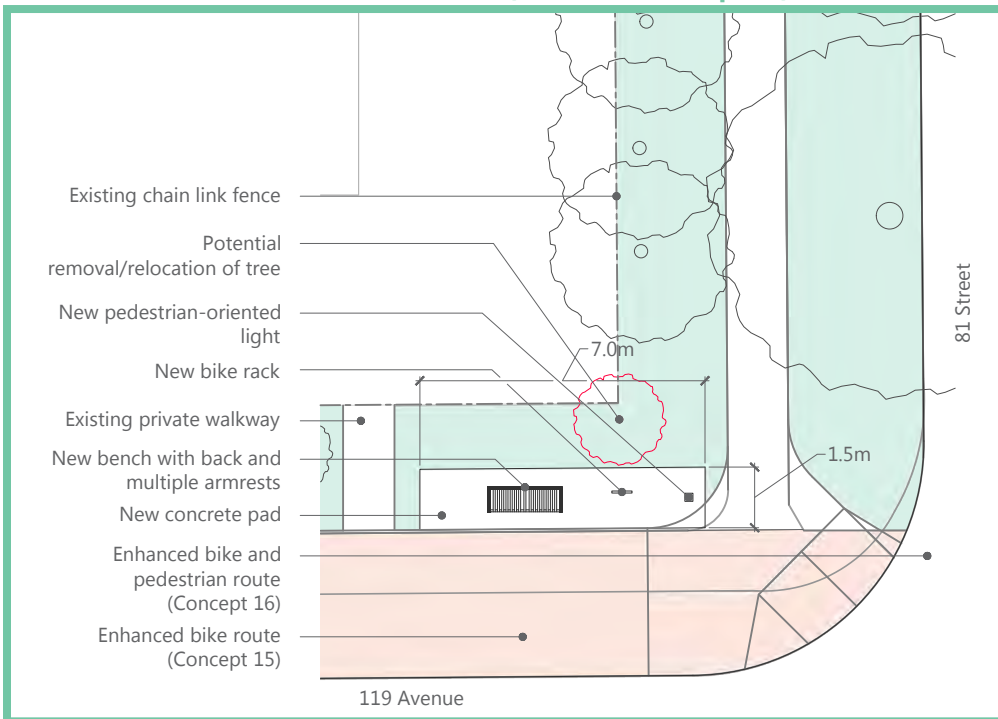 Existing chain link fence
Potential
removal/relocation of tree
New pedestrian-oriented
light
7.0m
New bike rack
Existing private walkway
New bench with back and
multiple armrests
1.5m
New concrete pad
Enhanced bike and
pedestrian route
(Concept 16)
Enhanced bike route
(Concept 15)
119 Avenue
81 Street